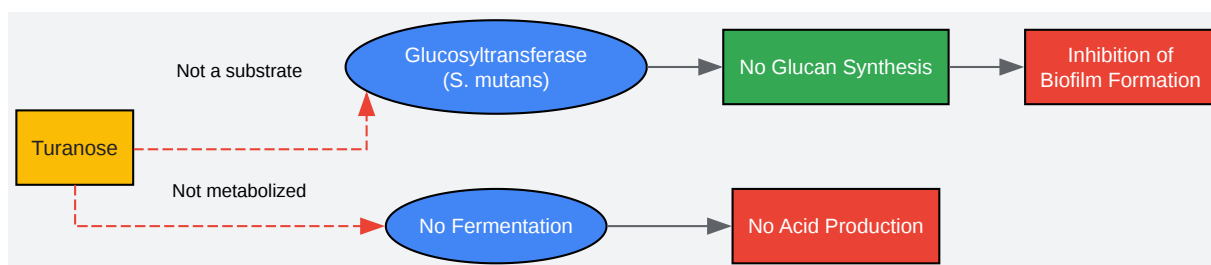 Not a substrate
Glucosyltransferase
(S. mutans)
No Glucan Synthesis
Inhibition of
Biofilm Formation
Turanose
Not metabolized
No Fermentation
No Acid Production